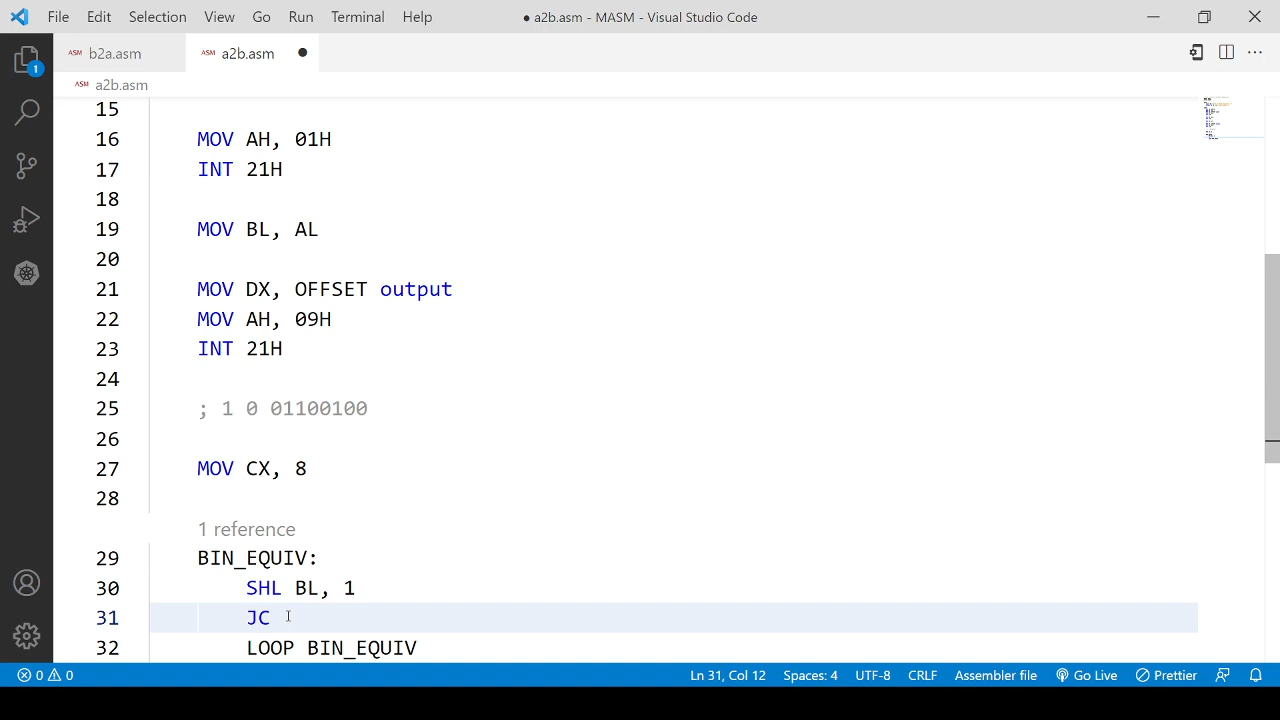 File Edit Selection View Go Run Terminal Help ● a2b.asm - MASM - Visual Studio Code
ASM b2a.asm ASM a2b.asm ●
ASM a2b.asm
1
15
16 MOV AH, 01H
17 INT 21H
18
19 MOV BL, AL
20
21 MOV DX, OFFSET output
22 MOV AH, 09H
23 INT 21H
24
25 ; 1 0 01100100
26
27 MOV CX, 8
28
1 reference
29 BIN_EQUIV:
30 SHL BL, 1
31 JC
32 LOOP BIN_EQUIV
0 0 Ln 31, Col 12 Spaces: 4 UTF-8 CRLF Assembler file Go Live Prettier